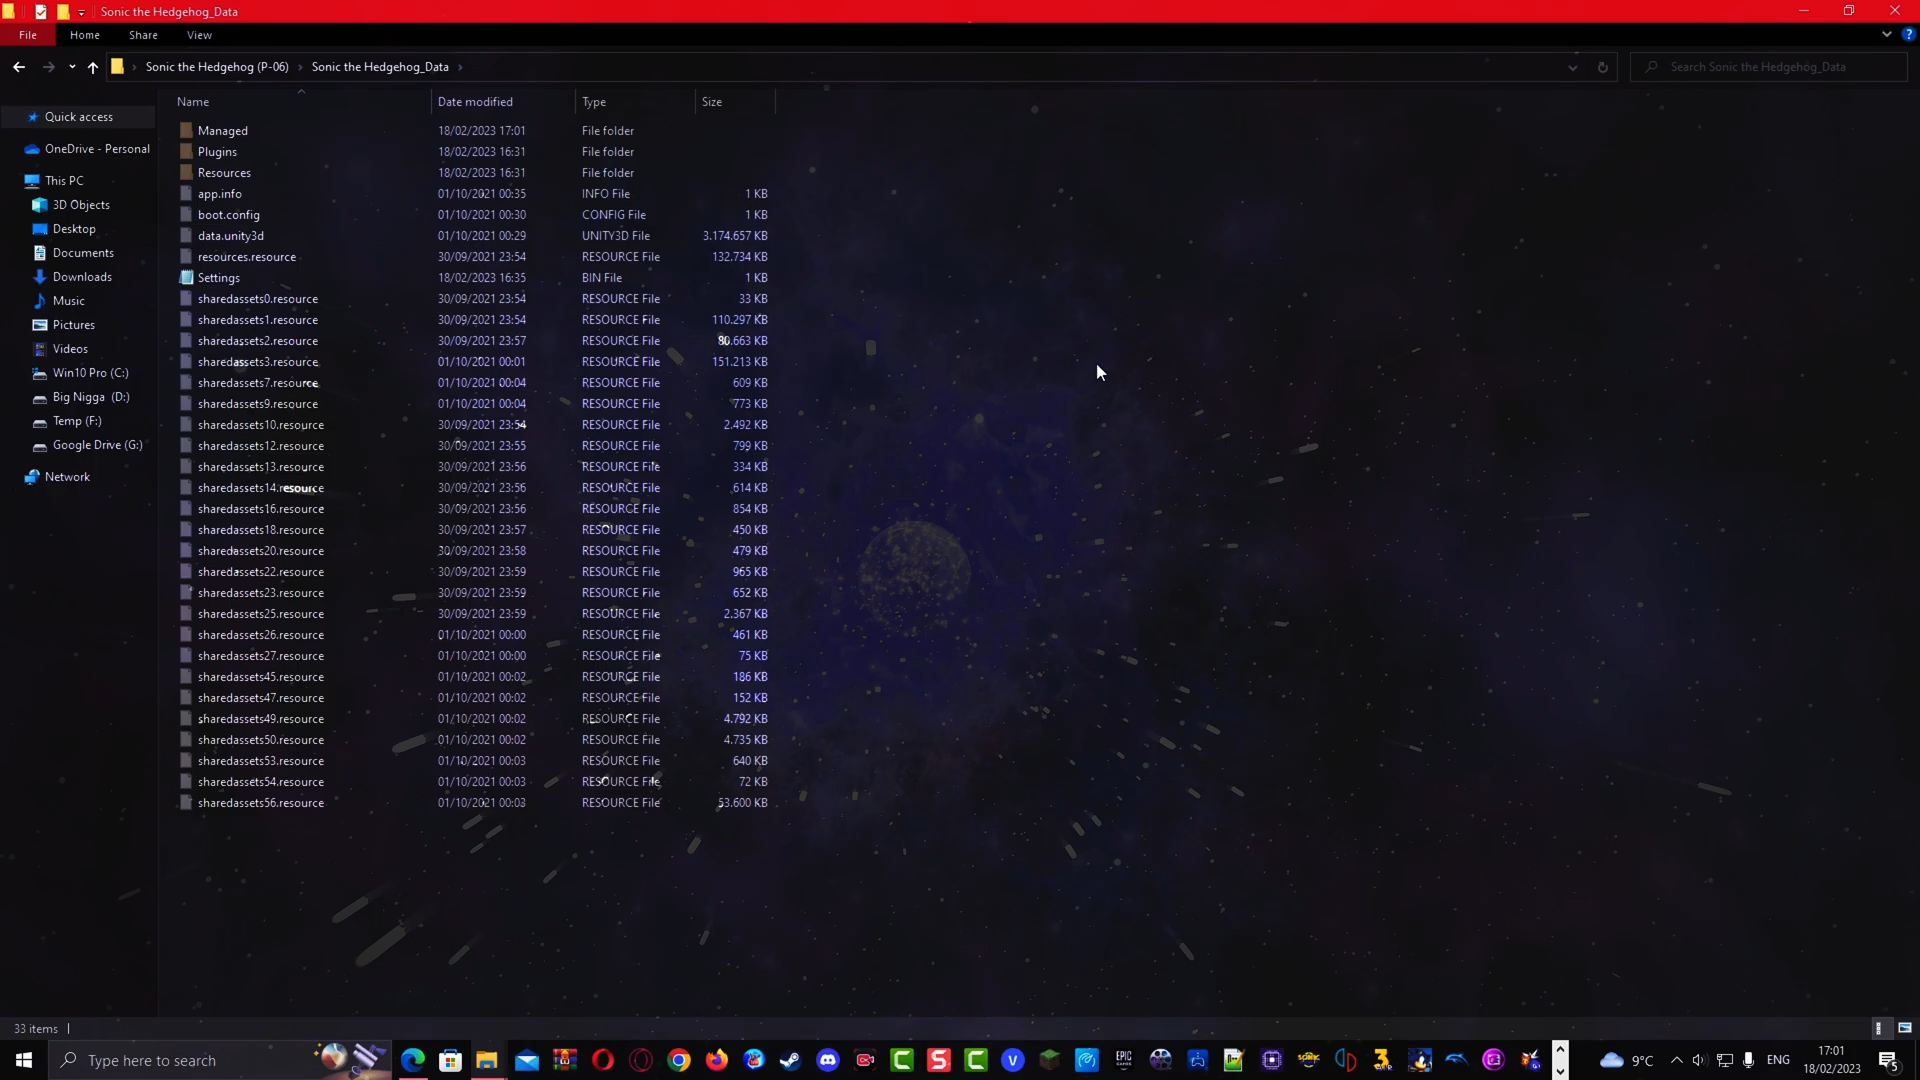 Sonic the Hedgehog_Data
File Home Share View
Sonic the Hedgehog (P-06) Sonic the Hedgehog_Data
Search Sonic the Hedgehog_Data
Name Date modified Type Size
Quick access
OneDrive - Personal
This PC
3D Objects
Desktop
Documents
Downloads
Music
Pictures
Videos
Win10 Pro (C:)
Big Nigga (D:)
Temp (F:)
Google Drive (G:)
Network
Managed 18/02/2023 17:01 File folder
Plugins 18/02/2023 16:31 File folder
Resources 18/02/2023 16:31 File folder
app.info 01/10/2021 00:35 INFO File 1 KB
boot.config 01/10/2021 00:30 CONFIG File 1 KB
data.unity3d 01/10/2021 00:29 UNITY3D File 3.174.657 KB
resources.resource 30/09/2021 23:54 RESOURCE File 132.734 KB
Settings 18/02/2023 16:35 BIN File 1 KB
sharedassets0.resource 30/09/2021 23:54 RESOURCE File 33 KB
sharedassets1.resource 30/09/2021 23:54 RESOURCE File 110.297 KB
sharedassets2.resource 30/09/2021 23:57 RESOURCE File 80.663 KB
sharedassets3.resource 01/10/2021 00:01 RESOURCE File 151.213 KB
sharedassets7.resource 01/10/2021 00:04 RESOURCE File 609 KB
sharedassets9.resource 01/10/2021 00:04 RESOURCE File 773 KB
sharedassets10.resource 30/09/2021 23:54 RESOURCE File 2.492 KB
sharedassets12.resource 30/09/2021 23:55 RESOURCE File 799 KB
sharedassets13.resource 30/09/2021 23:56 RESOURCE File 334 KB
sharedassets14.resource 30/09/2021 23:56 RESOURCE File 614 KB
sharedassets16.resource 30/09/2021 23:56 RESOURCE File 854 KB
sharedassets18.resource 30/09/2021 23:57 RESOURCE File 450 KB
sharedassets20.resource 30/09/2021 23:58 RESOURCE File 479 KB
sharedassets22.resource 30/09/2021 23:59 RESOURCE File 965 KB
sharedassets23.resource 30/09/2021 23:59 RESOURCE File 652 KB
sharedassets25.resource 30/09/2021 23:59 RESOURCE File 2.367 KB
sharedassets26.resource 01/10/2021 00:00 RESOURCE File 461 KB
sharedassets27.resource 01/10/2021 00:00 RESOURCE File 75 KB
sharedassets45.resource 01/10/2021 00:02 RESOURCE File 186 KB
sharedassets47.resource 01/10/2021 00:02 RESOURCE File 152 KB
sharedassets49.resource 01/10/2021 00:02 RESOURCE File 4.792 KB
sharedassets50.resource 01/10/2021 00:02 RESOURCE File 4.735 KB
sharedassets53.resource 01/10/2021 00:03 RESOURCE File 640 KB
sharedassets54.resource 01/10/2021 00:03 RESOURCE File 72 KB
sharedassets56.resource 01/10/2021 00:03 RESOURCE File 53.600 KB
33 items
Type here to search
EPIC GAMES
9°C ENG 17:01
18/02/2023 5